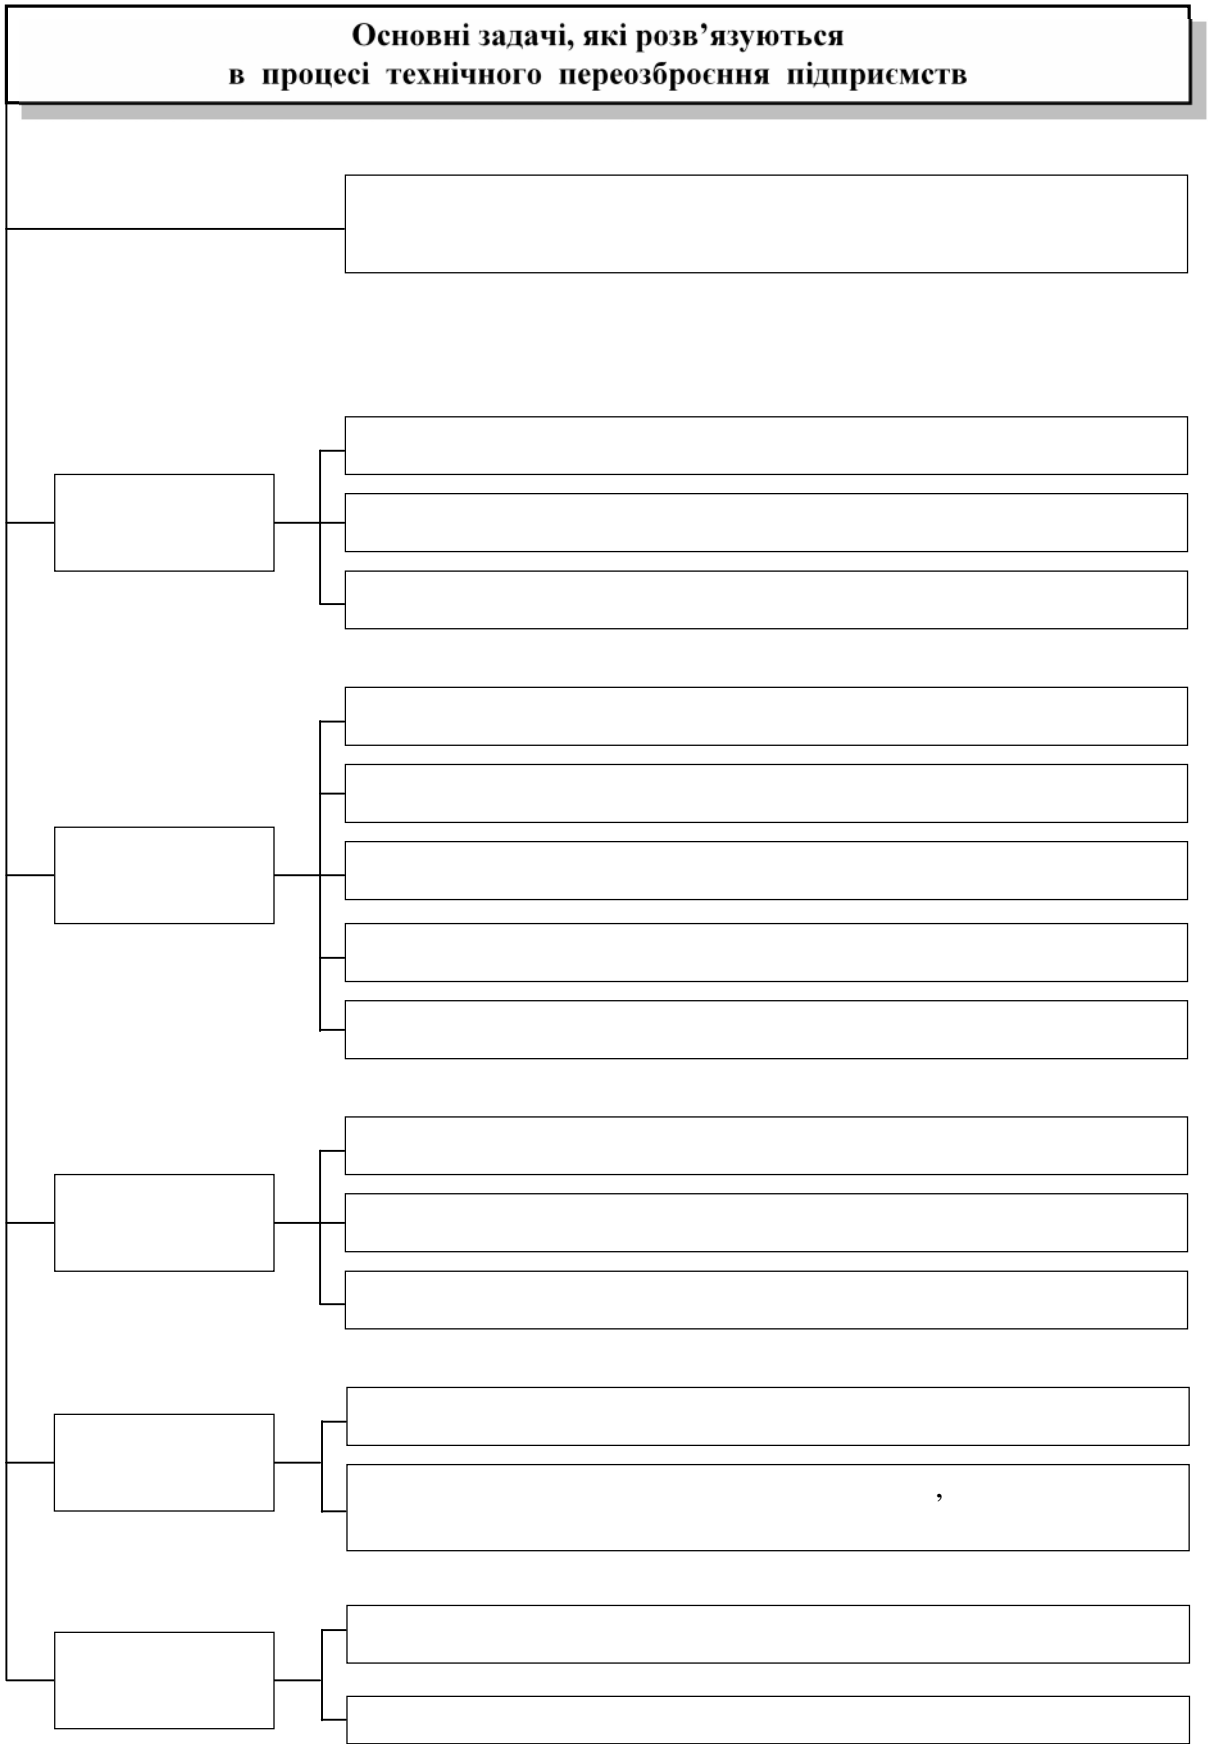 Основні задачі, які розв’язуються
в процесі технічного переозброєння підприємств
,